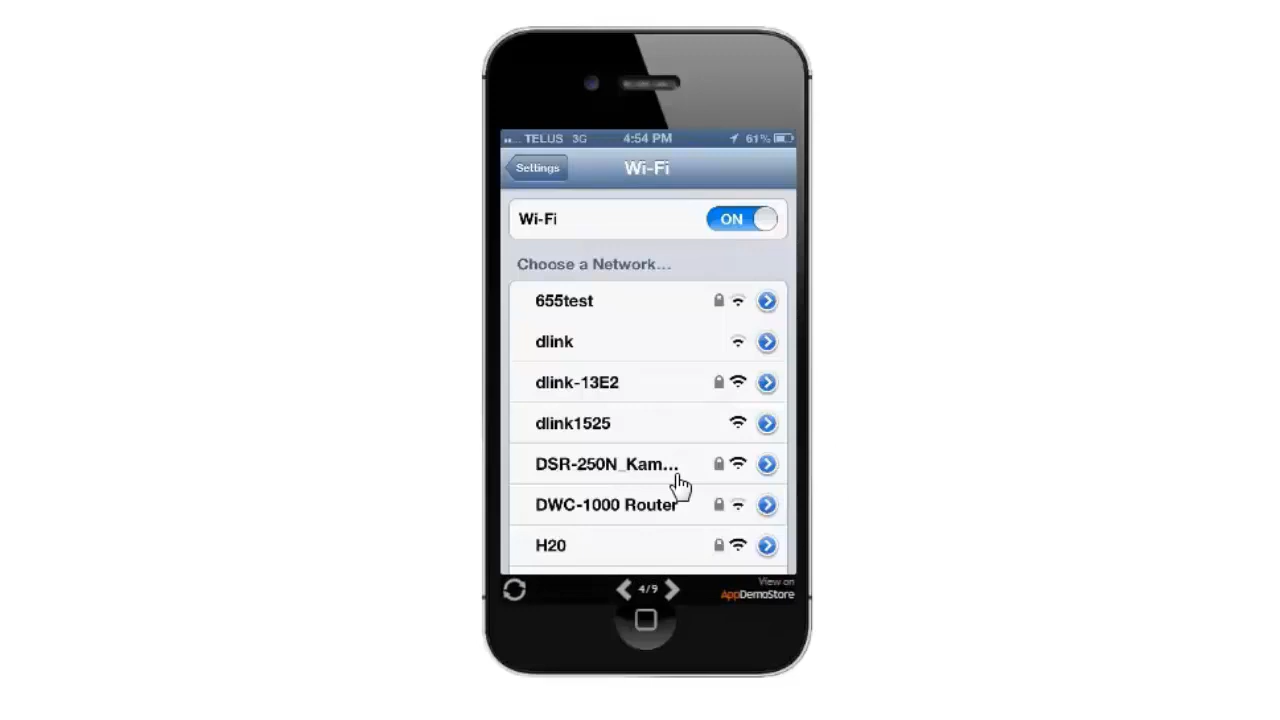 TELUS 3G 4:54 PM 61%
Settings Wi-Fi
Wi-Fi ON
Choose a Network...
655test
dlink
dlink-13E2
dlink1525
DSR-250N_Kam...
DWC-1000 Router
H20
4/9 View on
AppDemoStore